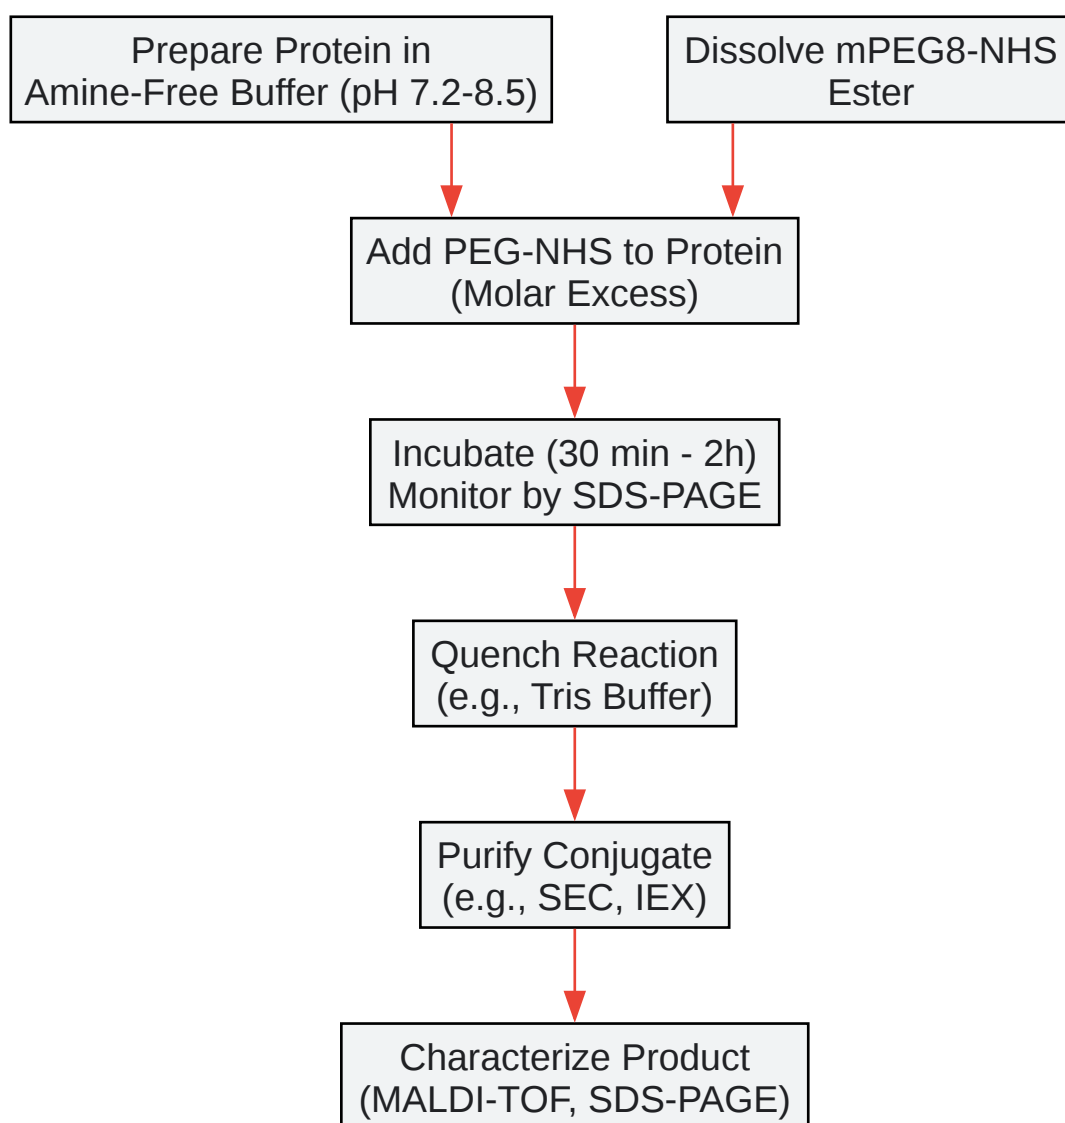 Prepare Protein in
Amine-Free Buffer (pH 7.2-8.5)
Dissolve mPEG8-NHS
Ester
Add PEG-NHS to Protein
(Molar Excess)
Incubate (30 min - 2h)
Monitor by SDS-PAGE
Quench Reaction
(e.g., Tris Buffer)
Purify Conjugate
(e.g., SEC, IEX)
Characterize Product
(MALDI-TOF, SDS-PAGE)